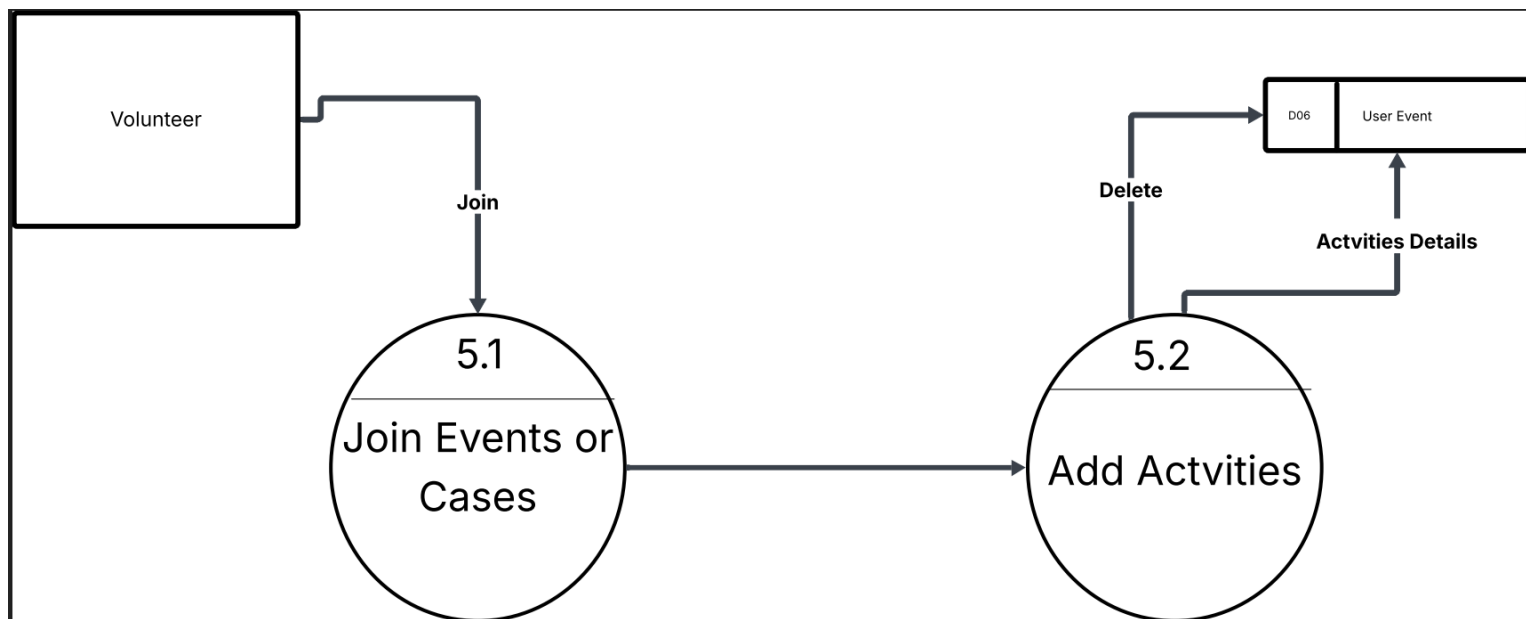 Volunteer
D06
User Event
Delete
Join
Actvities Details
5.1
5.2
Join Events or
Cases
Add Actvities